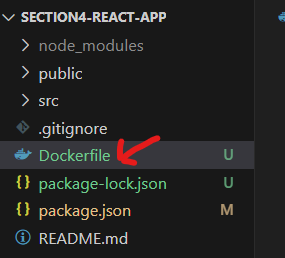 SECTION4-REACT-APP
node_modules
public
src
.gitignore
Dockerfile U
{} package-lock.json U
{} package.json M
README.md